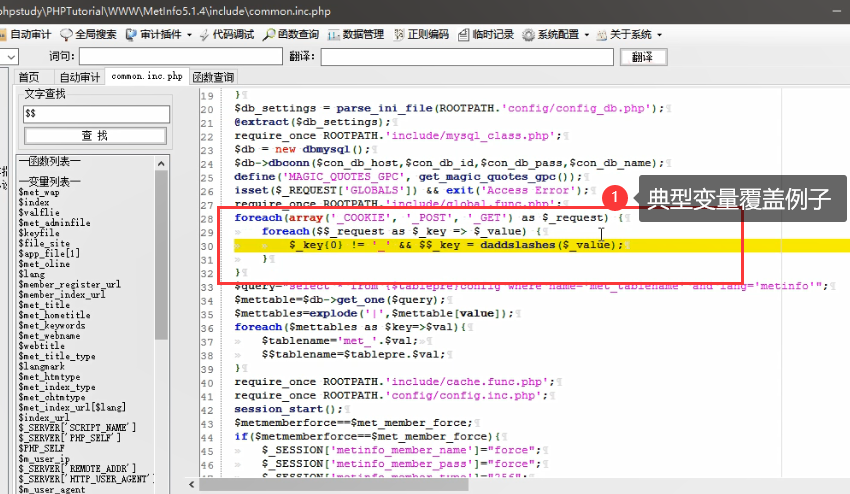 phpstudy\PHPTutorial\WWW\MetInfo5.1.4\include\common.inc.php
自动审计 全局搜索 审计插件 代码调试 函数查询 数据管理 正则编码 临时记录 系统配置 关于系统
词句: 翻译: 翻译
首页 自动审计 common.inc.php 函数查询
文字查找
$$
查 找
—函数列表—
—变量列表—
$met_wap
$index
$valflie
$met_adminfile
$keyfile
$file_site
$app_file[1]
$met_oline
$lang
$member_register_url
$member_index_url
$met_title
$met_hometitle
$met_keywords
$met_webname
$webtitle
$met_title_type
$langmark
$met_htmtype
$met_index_type
$met_chtmtype
$met_index_url[$lang]
$index_url
$_SERVER['SCRIPT_NAME']
$_SERVER['PHP_SELF']
$PHP_SELF
$m_user_ip
$_SERVER['REMOTE_ADDR']
$_SERVER['HTTP_USER_AGENT']
$m_user_agent
19 }
20 $db_settings = parse_ini_file(ROOTPATH.'config/config_db.php');
21 @extract($db_settings);
22 require_once ROOTPATH.'include/mysql_class.php';
23 $db = new dbmysql();
24 $db->dbconn($con_db_host,$con_db_id,$con_db_pass,$con_db_name);
25 define('MAGIC_QUOTES_GPC', get_magic_quotes_gpc());
26 isset($_REQUEST['GLOBALS']) && exit('Access Error');
27 require_once ROOTPATH.'include/global.func.php';
1 典型变量覆盖例子
28 foreach(array('_COOKIE', '_POST', '_GET') as $_request) {
29 foreach($$_request as $_key => $_value) {
30 $_key{0} != '_' && $$_key = daddslashes($_value);
31 }
32 }
33 $query="select * from {$tablepre}config where name='met_tablename' and lang='metinfo'";
34 $mettable=$db->get_one($query);
35 $mettables=explode('|',$mettable[value]);
36 foreach($mettables as $key=>$val){
37 $tablename='met_'.$val;
38 $$tablename=$tablepre.$val;
39 }
40 require_once ROOTPATH.'include/cache.func.php';
41 require_once ROOTPATH.'config/config.inc.php';
42 session_start();
43 $metmemberforce==$met_member_force;
44 if($metmemberforce==$met_member_force){
45 $_SESSION['metinfo_member_name']="force";
46 $_SESSION['metinfo_member_pass']="force";
47